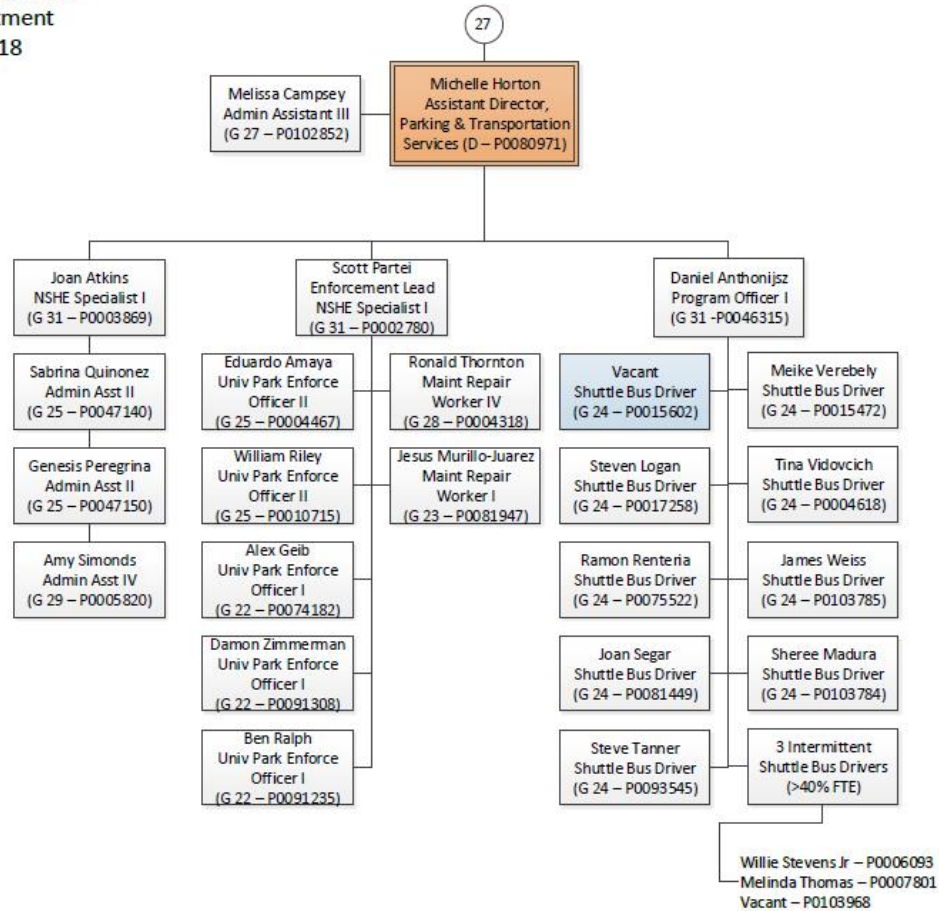 18
27
Melissa Campsey
Admin Assistant III
(G 27 – P0102852)
Michelle Horton
Assistant Director,
Parking & Transportation
Services (D – P0080971)
Joan Atkins
NSHE Specialist I
(G 31 – P0003869)
Sabrina Quinonez
Admin Asst II
(G 25 – P0047140)
Genesis Peregrina
Admin Asst II
(G 25 – P0047150)
Amy Simonds
Admin Asst IV
(G 29 – P0005820)
Scott Partei
Enforcement Lead
NSHE Specialist I
(G 31 – P0002780)
Eduardo Amaya
Univ Park Enforce
Officer II
(G 25 – P0004467)
Ronald Thornton
Maint Repair
Worker IV
(G 28 – P0004318)
William Riley
Univ Park Enforce
Officer II
(G 25 – P0010715)
Jesus Murillo-Juarez
Maint Repair
Worker I
(G 23 – P0081947)
Alex Geib
Univ Park Enforce
Officer I
(G 22 – P0074182)
Damon Zimmerman
Univ Park Enforce
Officer I
(G 22 – P0091308)
Ben Ralph
Univ Park Enforce
Officer I
(G 22 – P0091235)
Daniel Anthonijsz
Program Officer I
(G 31 -P0046315)
Vacant
Shuttle Bus Driver
(G 24 – P0015602)
Meike Verebely
Shuttle Bus Driver
(G 24 – P0015472)
Steven Logan
Shuttle Bus Driver
(G 24 – P0017258)
Tina Vidovcich
Shuttle Bus Driver
(G 24 – P0004618)
Ramon Renteria
Shuttle Bus Driver
(G 24 – P0075522)
James Weiss
Shuttle Bus Driver
(G 24 – P0103785)
Joan Segar
Shuttle Bus Driver
(G 24 – P0081449)
Sheree Madura
Shuttle Bus Driver
(G 24 – P0103784)
Steve Tanner
Shuttle Bus Driver
(G 24 – P0093545)
3 Intermittent
Shuttle Bus Drivers
(>40% FTE)
Willie Stevens Jr – P0006093
Melinda Thomas – P0007801
Vacant – P0103968